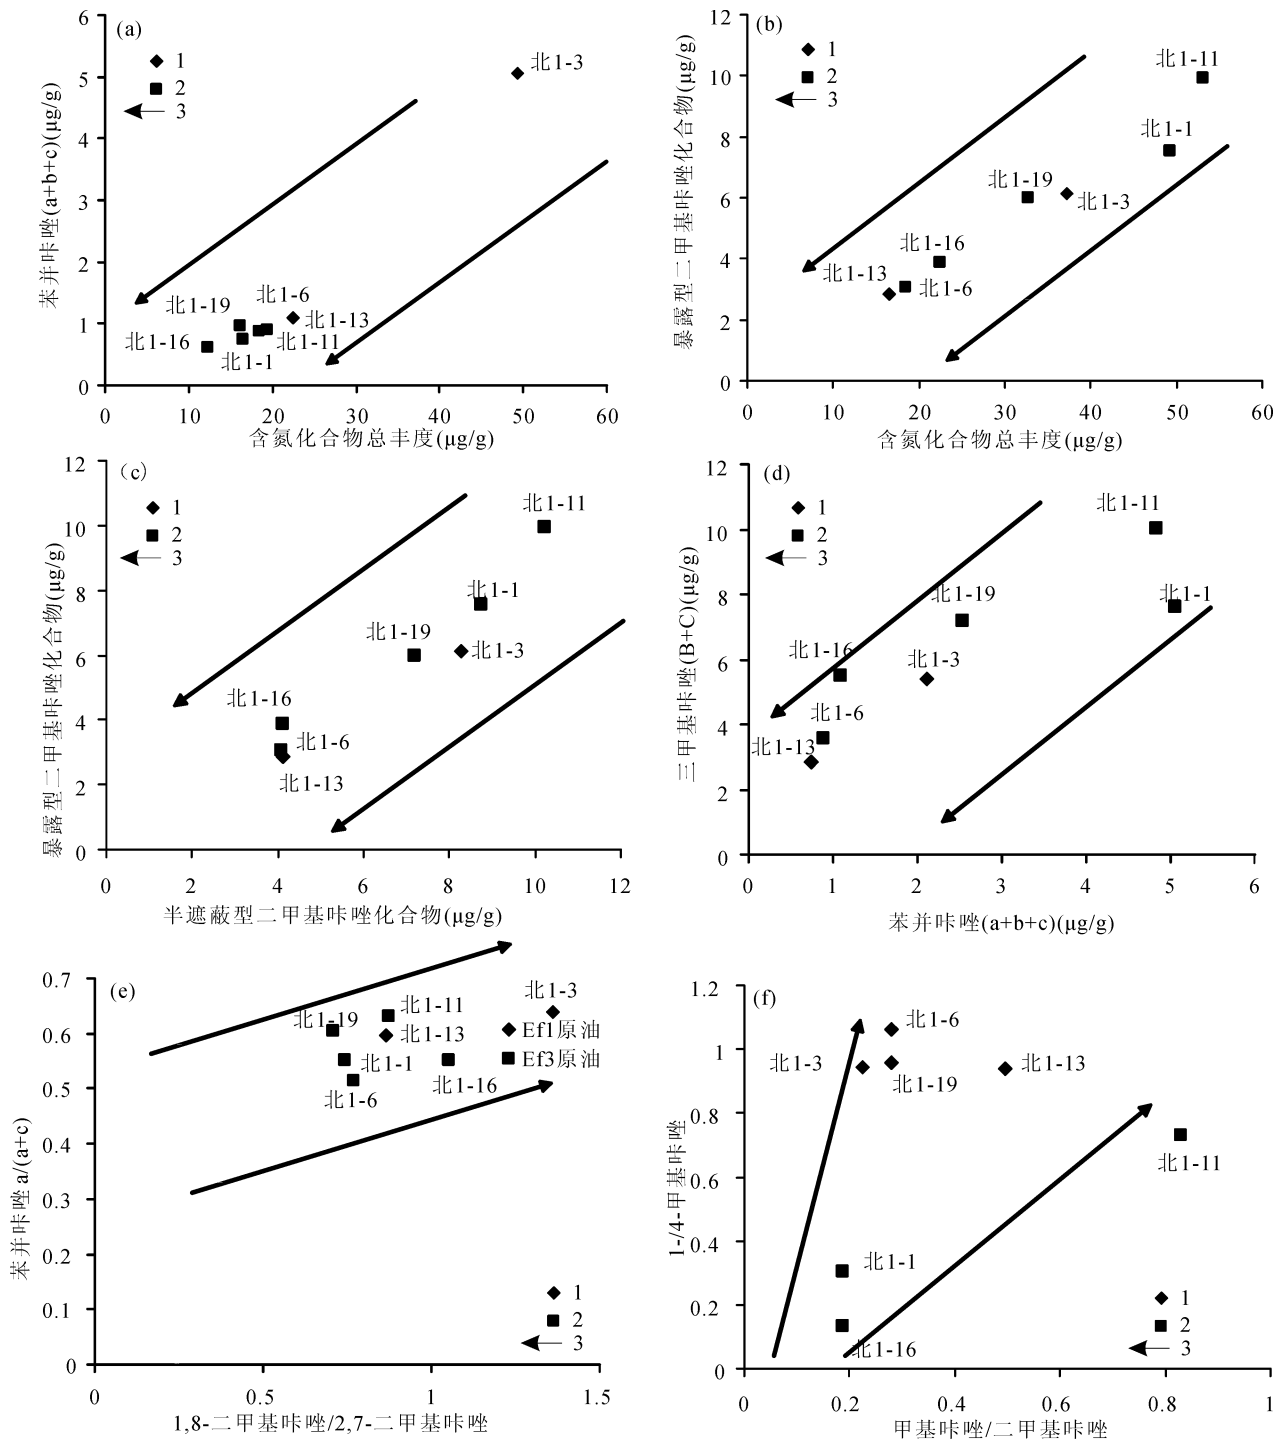 (a)
1
2
3
6
5
4
3
2
1
0
苯并咔唑(a+b+c)(μg/g)
北1-3
北1-6
北1-19
北1-13
北1-16
北1-11
北1-1
0
10
20
30
40
50
60
含氮化合物总丰度(μg/g)
(b)
1
2
3
12
10
8
6
4
2
0
暴露型二甲基咔唑化合物(μg/g)
北1-11
北1-1
北1-19
北1-3
北1-16
北1-13
北1-6
0
10
20
30
40
50
60
含氮化合物总丰度(μg/g)
(c)
1
2
3
12
10
8
6
4
2
0
暴露型二甲基咔唑化合物(μg/g)
北1-11
北1-1
北1-19
北1-3
北1-16
北1-6
北1-13
0
2
4
6
8
10
12
半遮蔽型二甲基咔唑化合物(μg/g)
(d)
1
2
3
12
10
8
6
4
2
0
三甲基咔唑(B+C)(μg/g)
北1-11
北1-1
北1-19
北1-16
北1-3
北1-6
北1-13
0
1
2
3
4
5
6
苯并咔唑(a+b+c)(μg/g)
(e)
0.7
0.6
0.5
0.4
0.3
0.2
0.1
0
苯并咔唑a/(a+c)
北1-3
北1-11
北1-19
Ef1原油
北1-13
Ef3原油
北1-1
北1-16
北1-6
1
2
3
0
0.5
1
1.5
1,8-二甲基咔唑/2,7-二甲基咔唑
(f)
1.2
1
0.8
0.6
0.4
0.2
0
1-/4-甲基咔唑
北1-6
北1-3
北1-13
北1-19
北1-11
北1-1
北1-16
1
2
3
0
0.2
0.4
0.6
0.8
1
甲基咔唑/二甲基咔唑